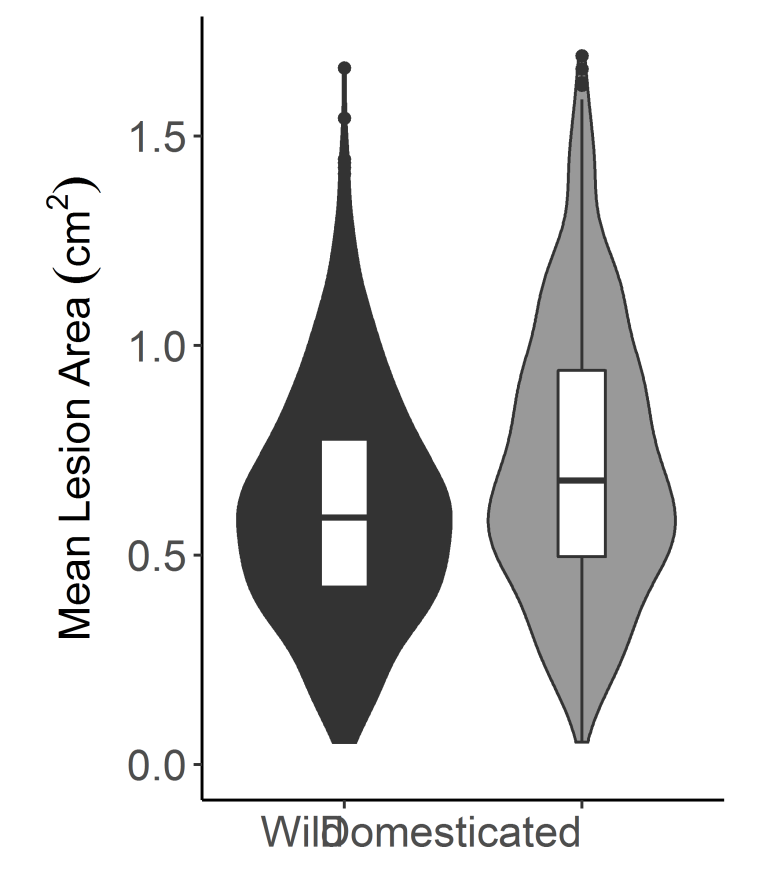 Mean Lesion Area (cm²)
1.5
1.0
0.5
0.0
Wild
Domesticated